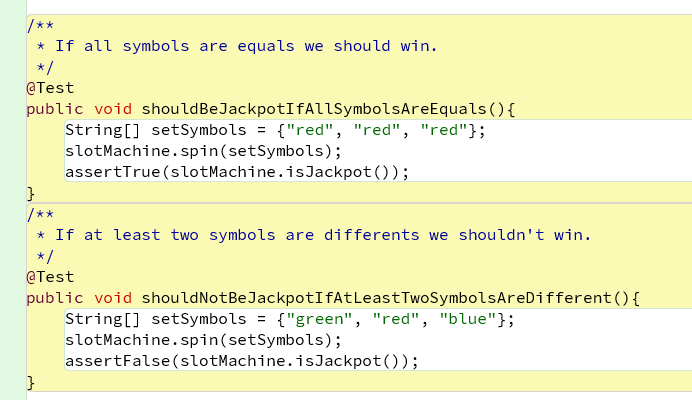 /**
 * If all symbols are equals we should win.
 */
@Test
public void shouldBeJackpotIfAllSymbolsAreEquals(){
    String[] setSymbols = {"red", "red", "red"};
    slotMachine.spin(setSymbols);
    assertTrue(slotMachine.isJackpot());
}
/**
 * If at least two symbols are differents we shouldn't win.
 */
@Test
public void shouldNotBeJackpotIfAtLeastTwoSymbolsAreDifferent(){
    String[] setSymbols = {"green", "red", "blue"};
    slotMachine.spin(setSymbols);
    assertFalse(slotMachine.isJackpot());
}